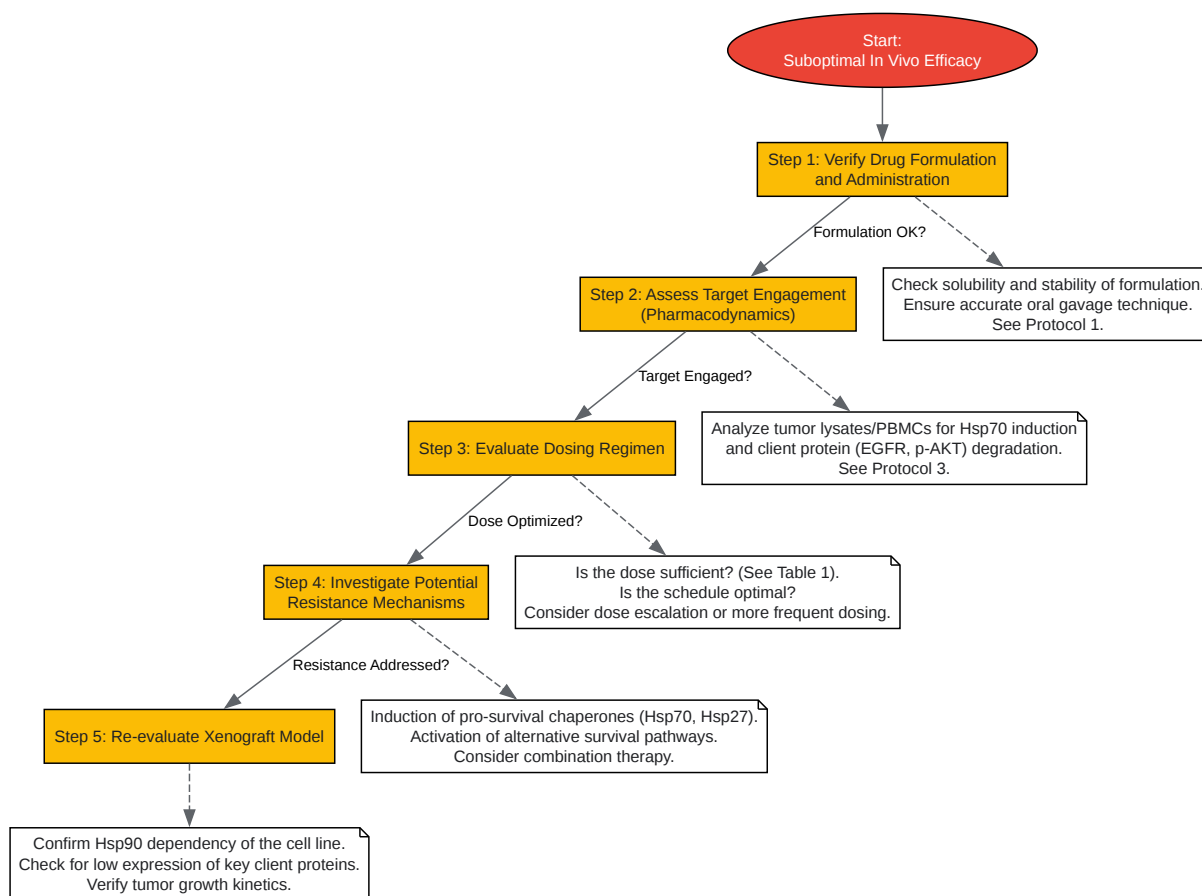 Start:
Suboptimal In Vivo Efficacy
Step 1: Verify Drug Formulation
and Administration
Formulation OK?
Check solubility and stability of formulation.
Ensure accurate oral gavage technique.
See Protocol 1.
Step 2: Assess Target Engagement
(Pharmacodynamics)
Target Engaged?
Analyze tumor lysates/PBMCs for Hsp70 induction
and client protein (EGFR, p-AKT) degradation.
See Protocol 3.
Step 3: Evaluate Dosing Regimen
Dose Optimized?
Is the dose sufficient? (See Table 1).
Is the schedule optimal?
Consider dose escalation or more frequent dosing.
Step 4: Investigate Potential
Resistance Mechanisms
Resistance Addressed?
Induction of pro-survival chaperones (Hsp70, Hsp27).
Activation of alternative survival pathways.
Consider combination therapy.
Step 5: Re-evaluate Xenograft Model
Confirm Hsp90 dependency of the cell line.
Check for low expression of key client proteins.
Verify tumor growth kinetics.